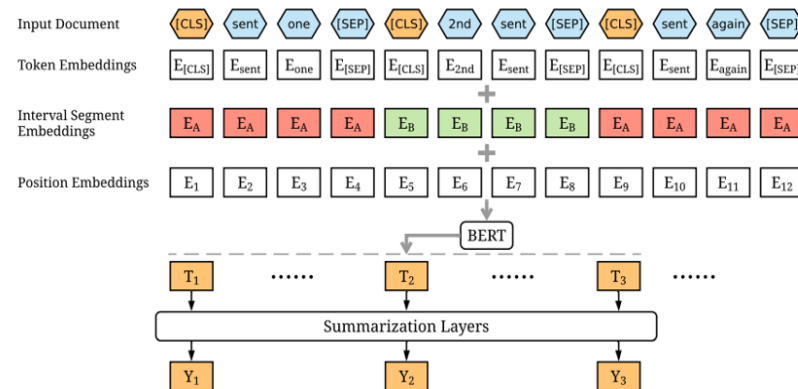 Input Document [CLS] sent one [SEP] [CLS] 2nd sent [SEP] [CLS] sent again [SEP]
Token Embeddings E[CLS] Esent Eone E[SEP] E[CLS] E2nd Esent E[SEP] E[CLS] Esent Eagain E[SEP]
+
Interval Segment
Embeddings EA EA EA EA EB EB EB EB EA EA EA EA
+
Position Embeddings E1 E2 E3 E4 E5 E6 E7 E8 E9 E10 E11 E12
BERT
T1 ...... T2 ...... T3 ......
Summarization Layers
Y1 Y2 Y3